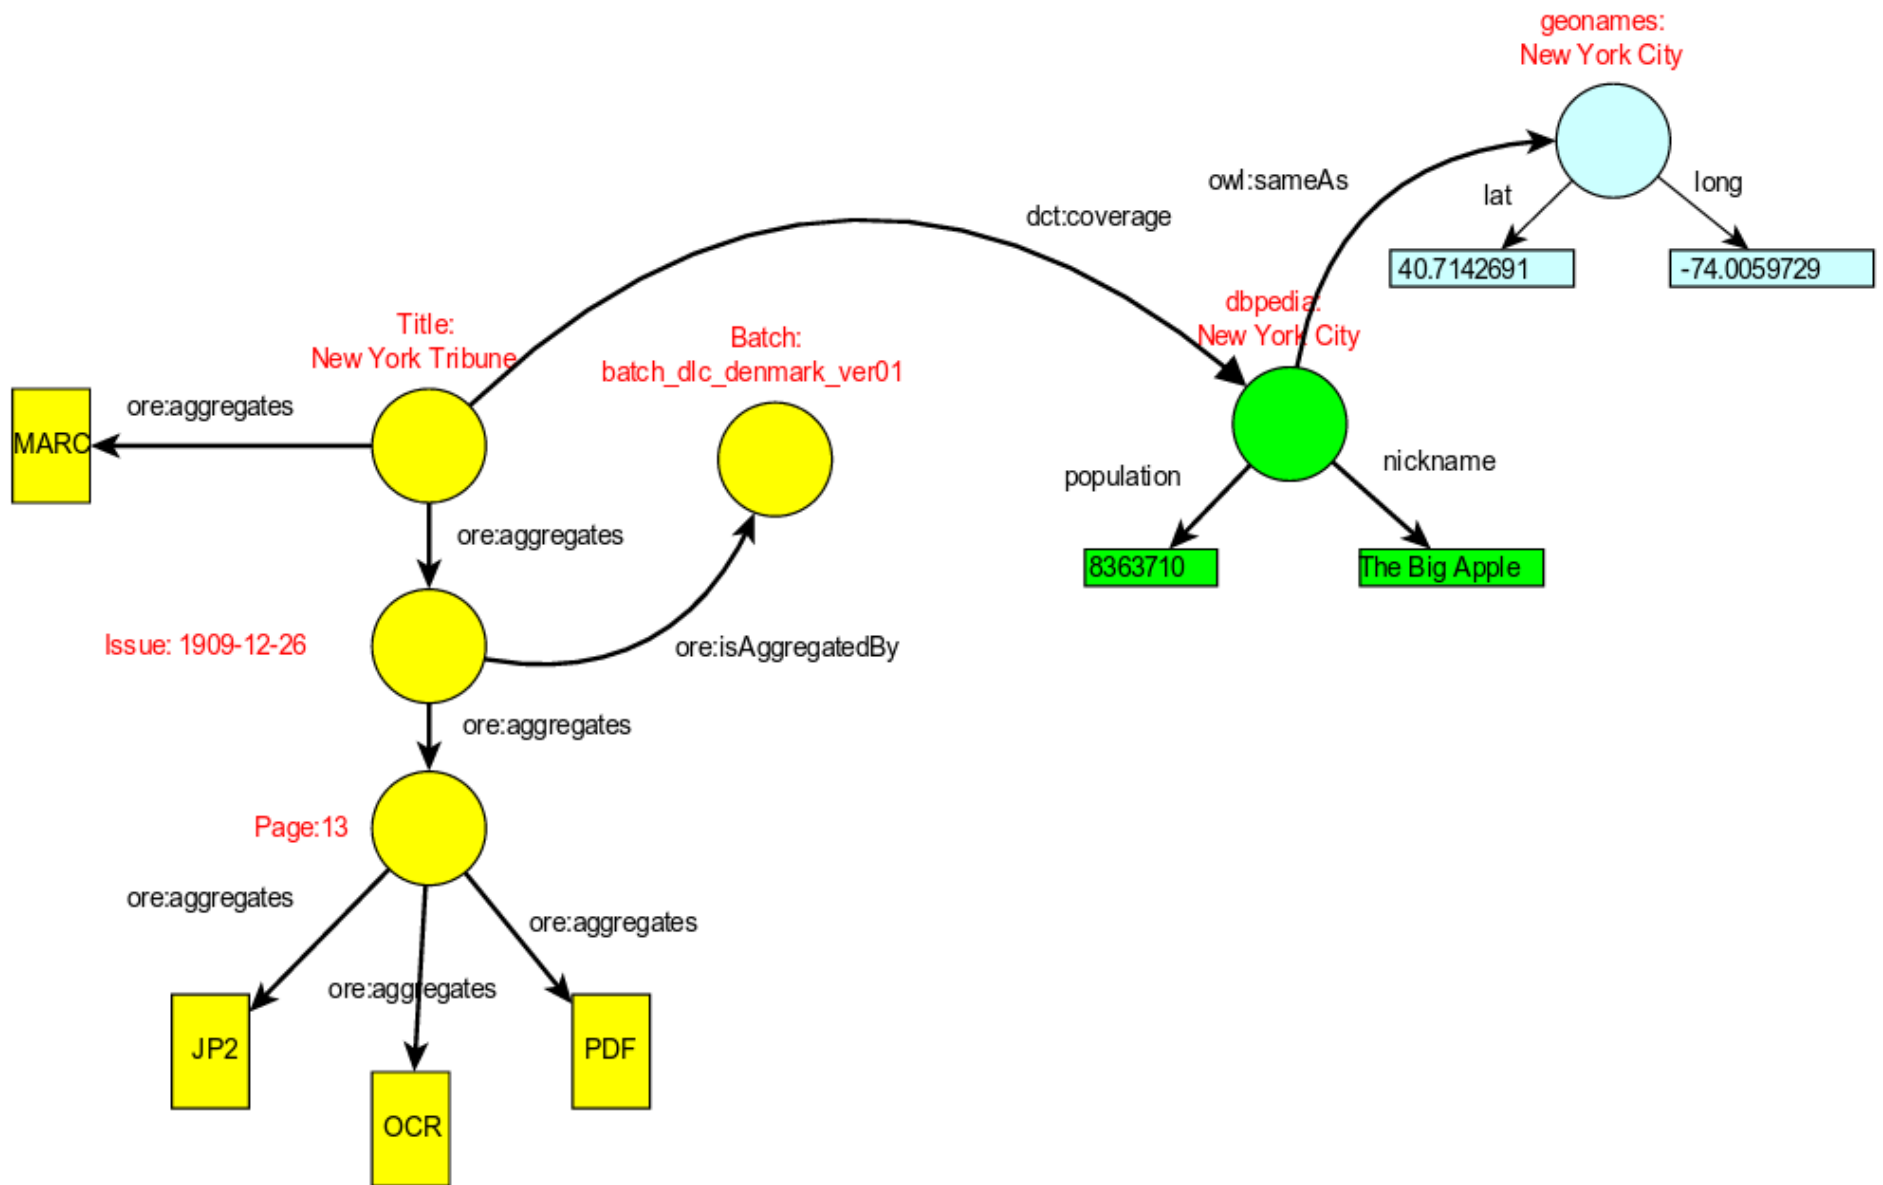 geonames:
New York City
owl:sameAs
lat
long
dct:coverage
40.7142691
-74.0059729
dbpedia:
New York City
Title:
New York Tribune
Batch:
batch_dlc_denmark_ver01
ore:aggregates
MARC
population
nickname
ore:aggregates
8363710
The Big Apple
Issue: 1909-12-26
ore:isAggregatedBy
ore:aggregates
Page:13
ore:aggregates
ore:aggregates
ore:aggregates
JP2
PDF
OCR